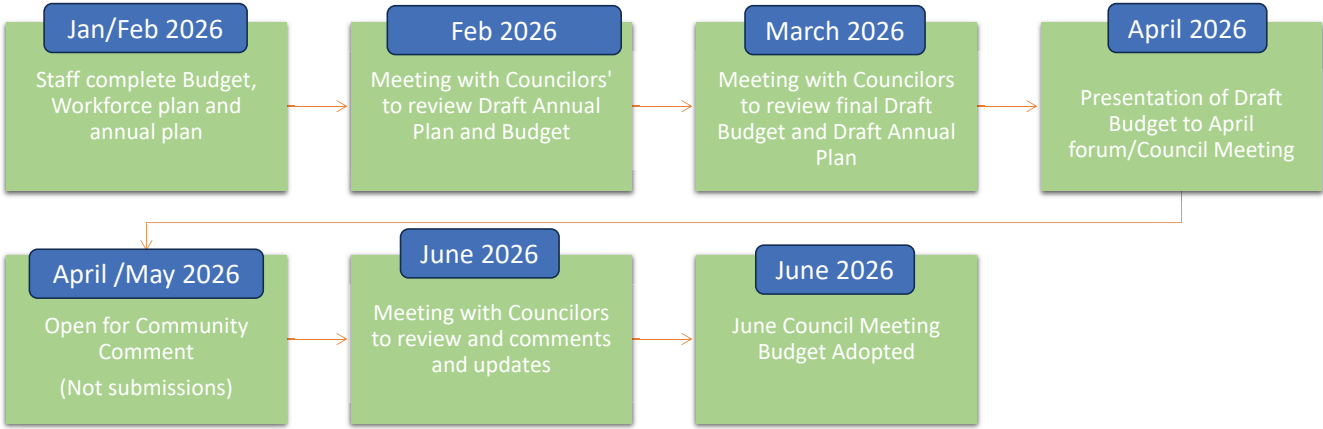 Jan/Feb 2026
Staff complete Budget,
Workforce plan and
annual plan
Feb 2026
Meeting with Councilors'
to review Draft Annual
Plan and Budget
March 2026
Meeting with Councilors
to review final Draft
Budget and Draft Annual
Plan
April 2026
Presentation of Draft
Budget to April
forum/Council Meeting
April /May 2026
Open for Community
Comment
(Not submissions)
June 2026
Meeting with Councilors
to review and comments
and updates
June 2026
June Council Meeting
Budget Adopted